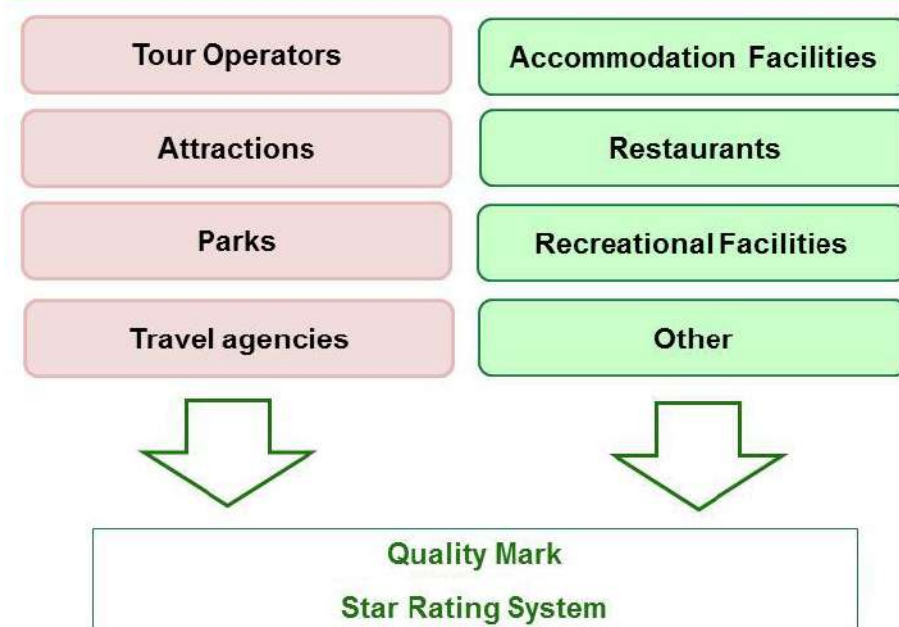 Tour Operators
Accommodation Facilities
Attractions
Restaurants
Parks
Recreational Facilities
Travel agencies
Other
Quality Mark
Star Rating System